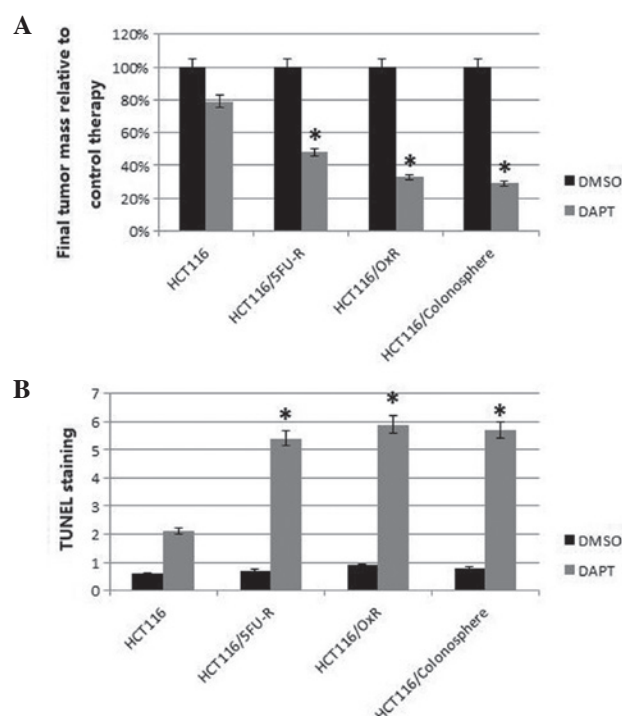 A
Final tumor mass relative to
control therapy
120%
100%
80%
60%
40%
20%
0%
*
*
*
DMSO
DAPT
HCT116
HCT116/5FU-R
HCT116/OxR
HCT116/Colonosphere
B
TUNEL staining
7
6
5
4
3
2
1
0
*
*
*
DMSO
DAPT
HCT116
HCT116/5FU-R
HCT116/OxR
HCT116/Colonosphere